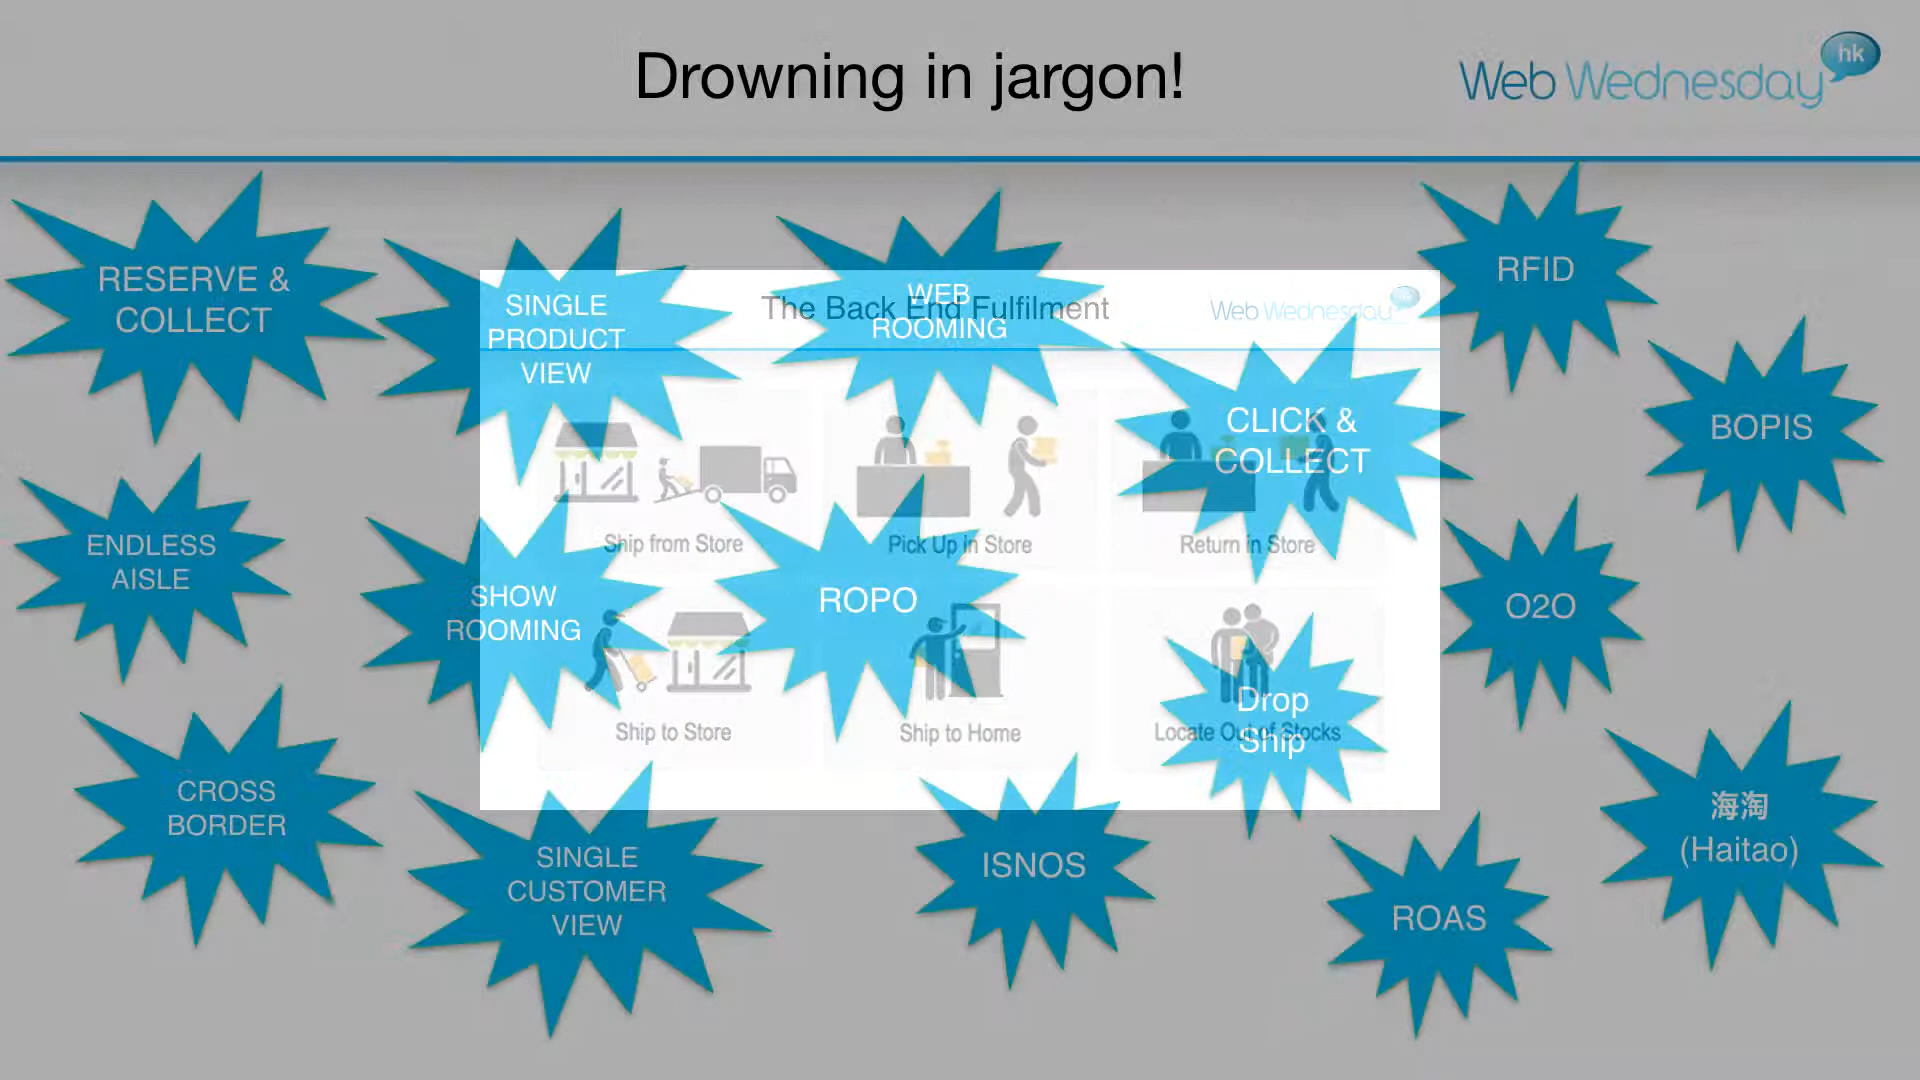 Drowning in jargon!
Web Wednesday
hk
RESERVE &
COLLECT
SINGLE
PRODUCT
VIEW
WEB
ROOMING
RFID
The Back End Fulfilment
Web Wednesday
hk
CLICK &
COLLECT
BOPIS
ENDLESS
AISLE
Ship from Store
Pick Up in Store
Return in Store
SHOW
ROOMING
ROPO
O2O
Ship to Store
Ship to Home
Locate Out of Stocks
Drop
Ship
CROSS
BORDER
SINGLE
CUSTOMER
VIEW
ISNOS
ROAS
海淘
(Haitao)